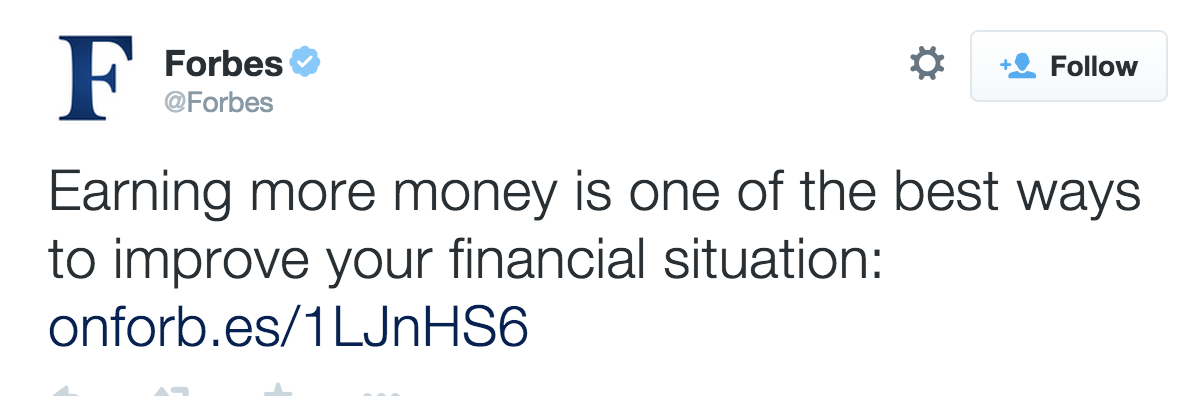 F
Forbes
@Forbes
Follow
Earning more money is one of the best ways
to improve your financial situation:
onforb.es/1LJnHS6